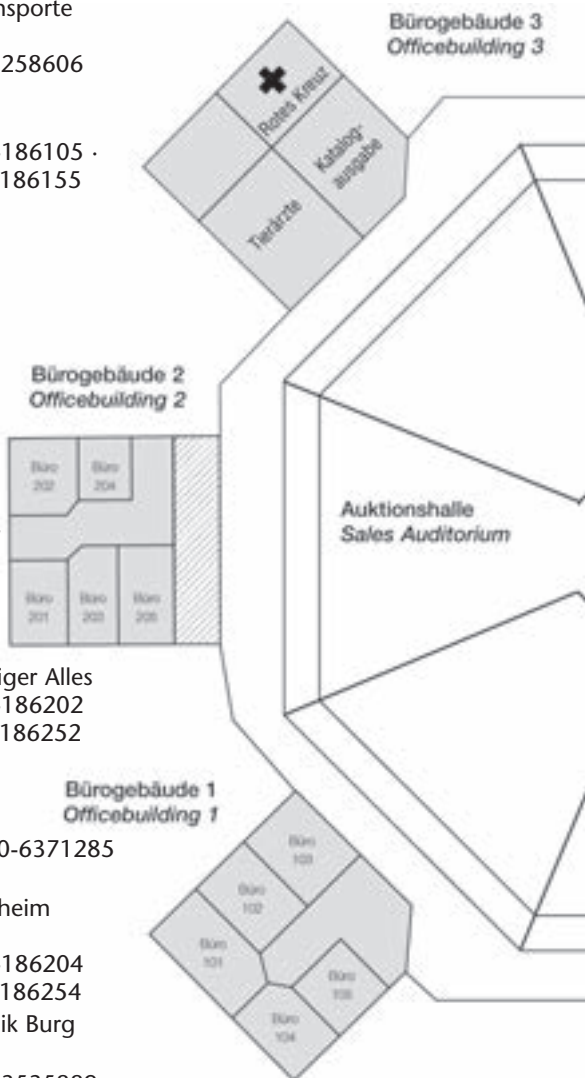 nsporte
258606
186105 ·
186155
Bürogebäude 3
Officebuilding 3
Rotes Kreuz
Katalog-
ausgabe
Tierärzte
Bürogebäude 2
Officebuilding 2
Büro
202
Büro
204
Büro
201
Büro
203
Büro
205
Auktionshalle
Sales Auditorium
iger Alles
186202
186252
Bürogebäude 1
Officebuilding 1
0-6371285
heim
186204
186254
ik Burg
Büro
103
Büro
102
Büro
101
Büro
105
Büro
104